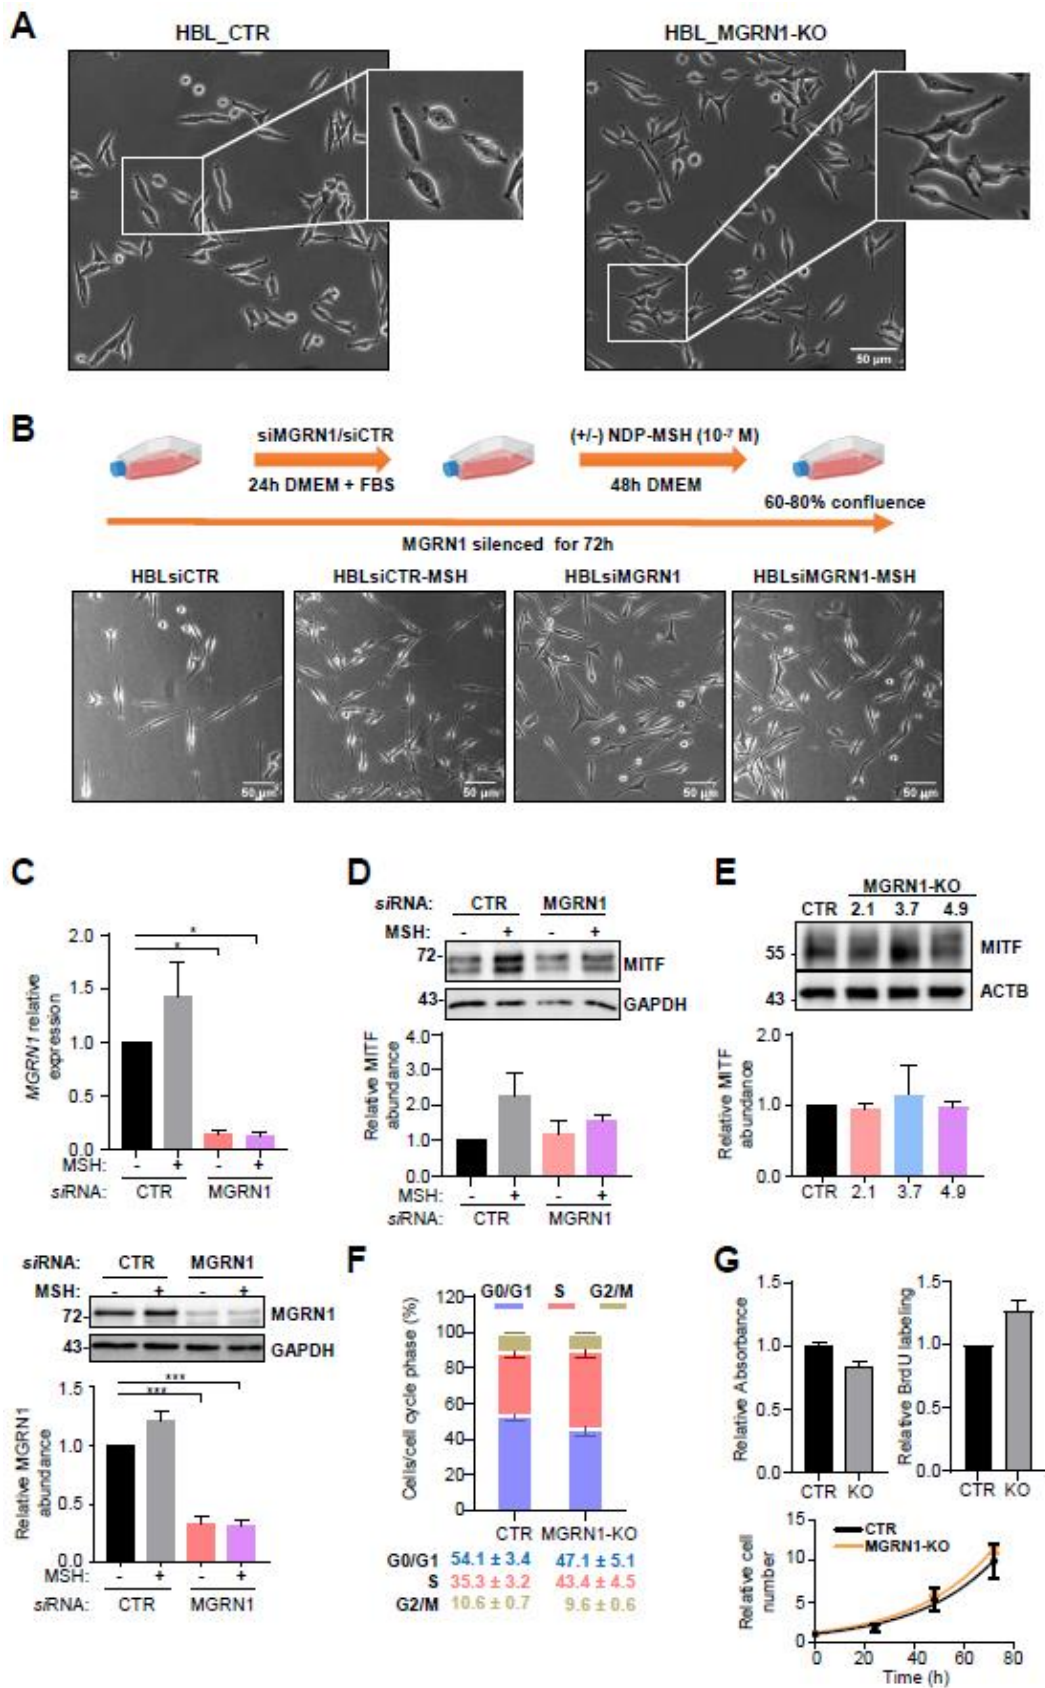 A
HBL_CTR
HBL_MGRN1-KO
50 µm
B
siMGRN1/siCTR
24h DMEM + FBS
(+/-) NDP-MSH (10⁻⁷ M)
48h DMEM
60-80% confluence
MGRN1 silenced for 72h
HBLsiCTR
HBLsiCTR-MSH
HBLsiMGRN1
HBLsiMGRN1-MSH
50 µm
50 µm
50 µm
50 µm
C
MGRN1 relative
expression
2.0
1.5
1.0
0.5
0.0
*
*
MSH: - + - +
siRNA: CTR MGRN1
siRNA: CTR MGRN1
MSH: - + - +
72- MGRN1
43- GAPDH
Relative MGRN1
abundance
1.5
1.0
0.5
0.0
***
***
MSH: - + - +
siRNA: CTR MGRN1
D
siRNA: CTR MGRN1
MSH: - + - +
72- MITF
43- GAPDH
Relative MITF
abundance
4.0
3.0
2.0
1.0
0.0
MSH: - + - +
siRNA: CTR MGRN1
E
MGRN1-KO
CTR 2.1 3.7 4.9
55 - MITF
43 - ACTB
Relative MITF
abundance
2.0
1.0
0.0
CTR 2.1 3.7 4.9
F
G0/G1 S G2/M
Cells/cell cycle phase (%)
120
100
80
60
40
20
0
CTR MGRN1-KO
G0/G1 54.1 ± 3.4 47.1 ± 5.1
S 35.3 ± 3.2 43.4 ± 4.5
G2/M 10.6 ± 0.7 9.6 ± 0.6
G
Relative Absorbance
1.5
1.0
0.5
0.0
CTR KO
Relative BrdU labeling
1.5
1.0
0.5
0.0
CTR KO
Relative cell
number
15
10
5
0
CTR
MGRN1-KO
0 20 40 60 80
Time (h)